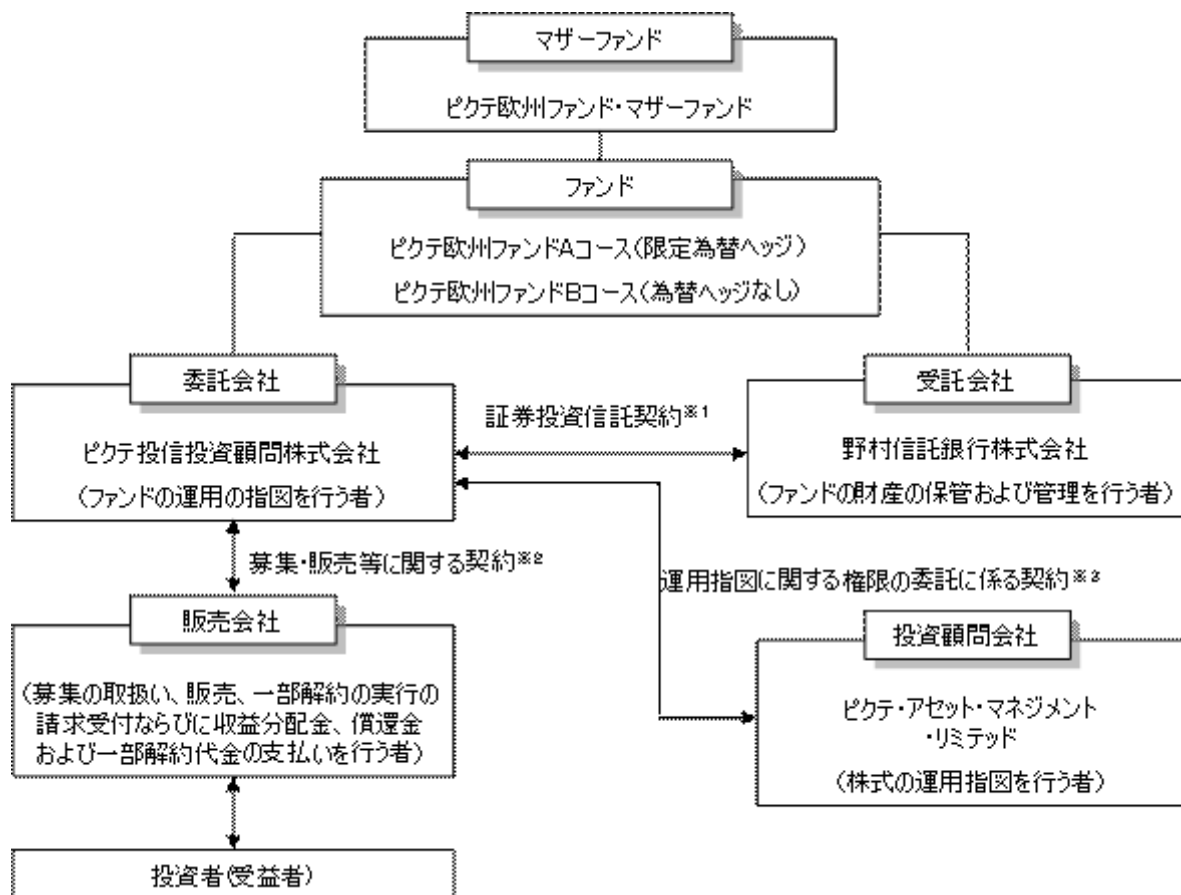 マザーファンド
ピクテ欧州ファンド・マザーファンド
ファンド
ピクテ欧州ファンドAコース(限定為替ヘッジ)
ピクテ欧州ファンドBコース(為替ヘッジなし)
委託会社
ピクテ投信投資顧問株式会社
(ファンドの運用の指図を行う者)
証券投資信託契約※1
受託会社
野村信託銀行株式会社
(ファンドの財産の保管および管理を行う者)
募集・販売等に関する契約※2
運用指図に関する権限の委託に係る契約※3
販売会社
(募集の取扱い、販売、一部解約の実行の
請求受付ならびに収益分配金、償還金
および一部解約代金の支払いを行う者)
投資顧問会社
ピクテ・アセット・マネジメント
・リミテッド
(株式の運用指図を行う者)
投資者(受益者)